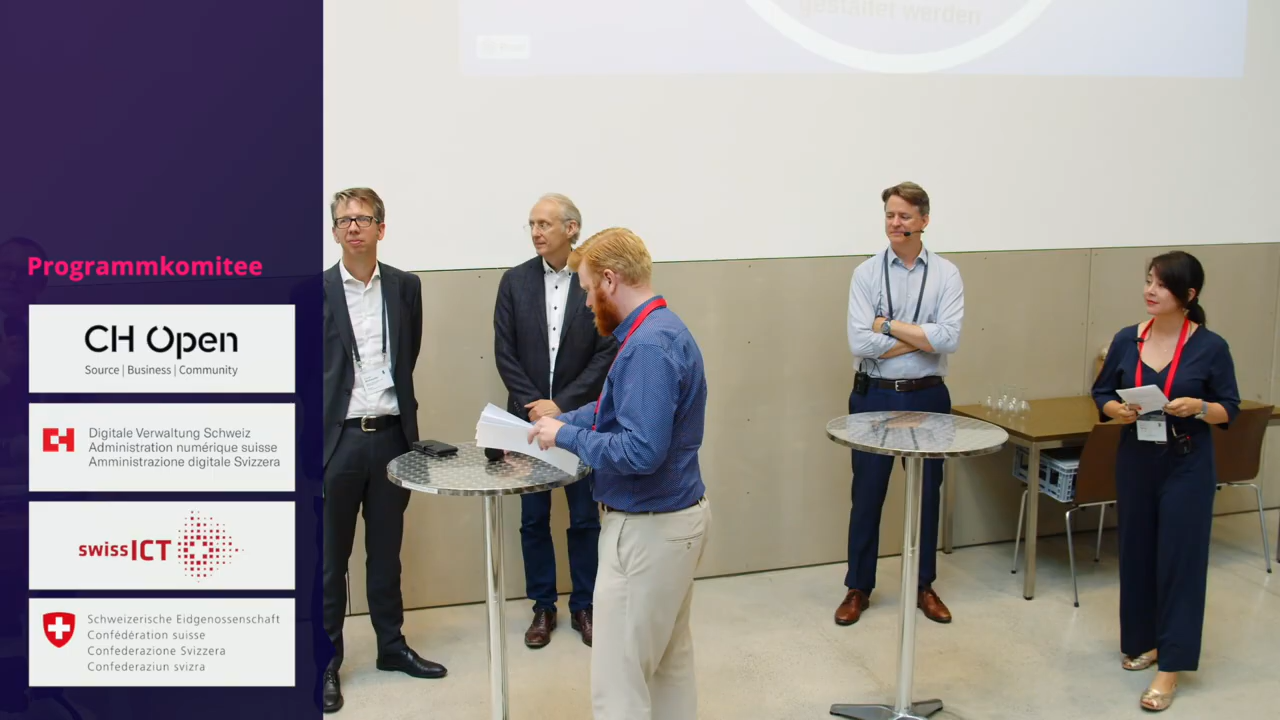 gestaltet werden
Programmkomitee
CH Open
Source | Business | Community
Digitale Verwaltung Schweiz
Administration numérique suisse
Amministrazione digitale Svizzera
swissICT
Schweizerische Eidgenossenschaft
Confédération suisse
Confederazione Svizzera
Confederaziun svizra